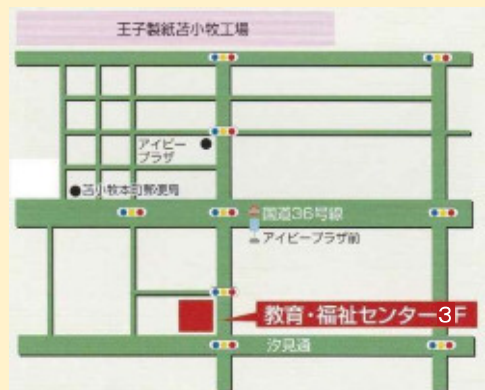 王子製紙苫小牧工場
アイビー
プラザ
苫小牧本町郵便局
国道36号線
アイビープラザ前
教育・福祉センター3F
汐見通